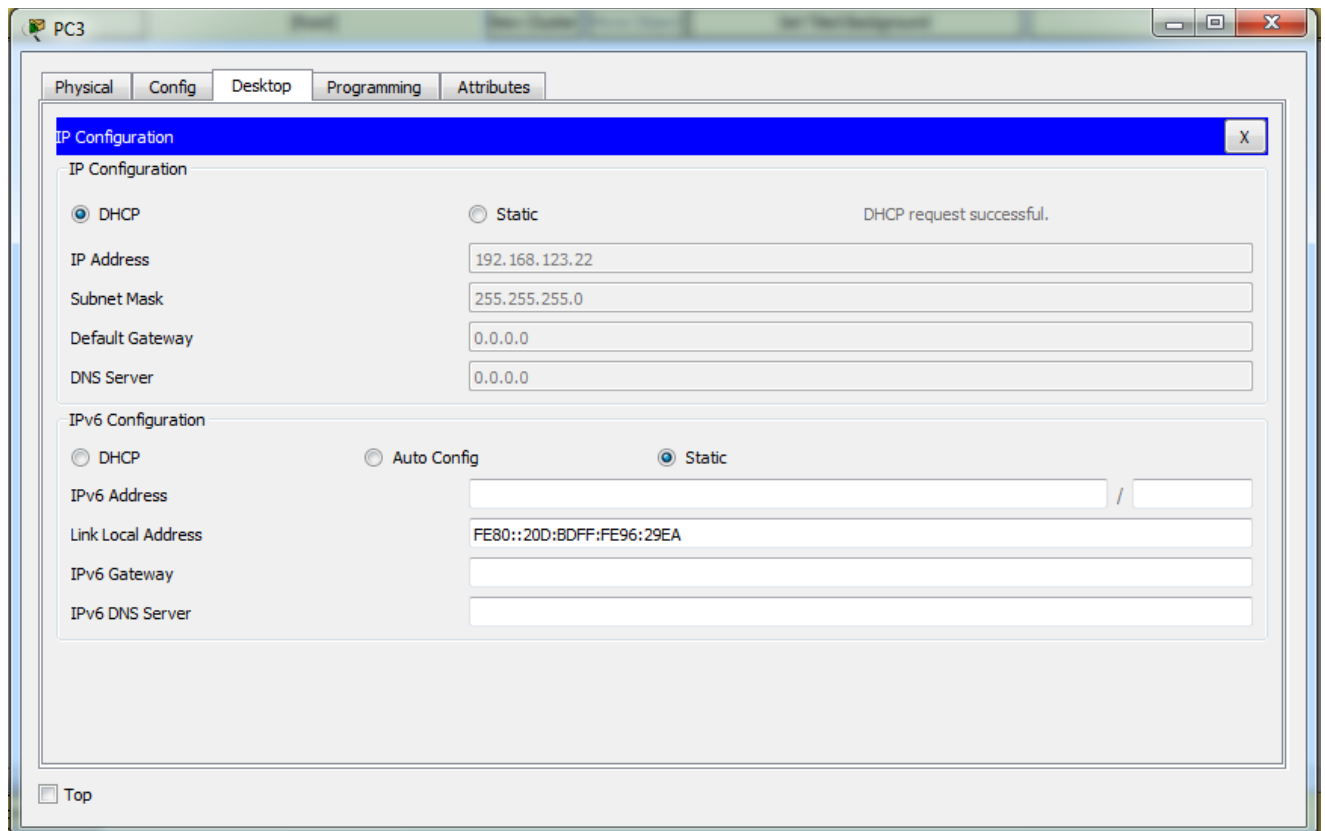 PC3
Physical Config Desktop Programming Attributes
IP Configuration X
IP Configuration
DHCP Static DHCP request successful.
IP Address 192.168.123.22
Subnet Mask 255.255.255.0
Default Gateway 0.0.0.0
DNS Server 0.0.0.0
IPv6 Configuration
DHCP Auto Config Static
IPv6 Address /
Link Local Address FE80::20D:BDFF:FE96:29EA
IPv6 Gateway
IPv6 DNS Server
Top